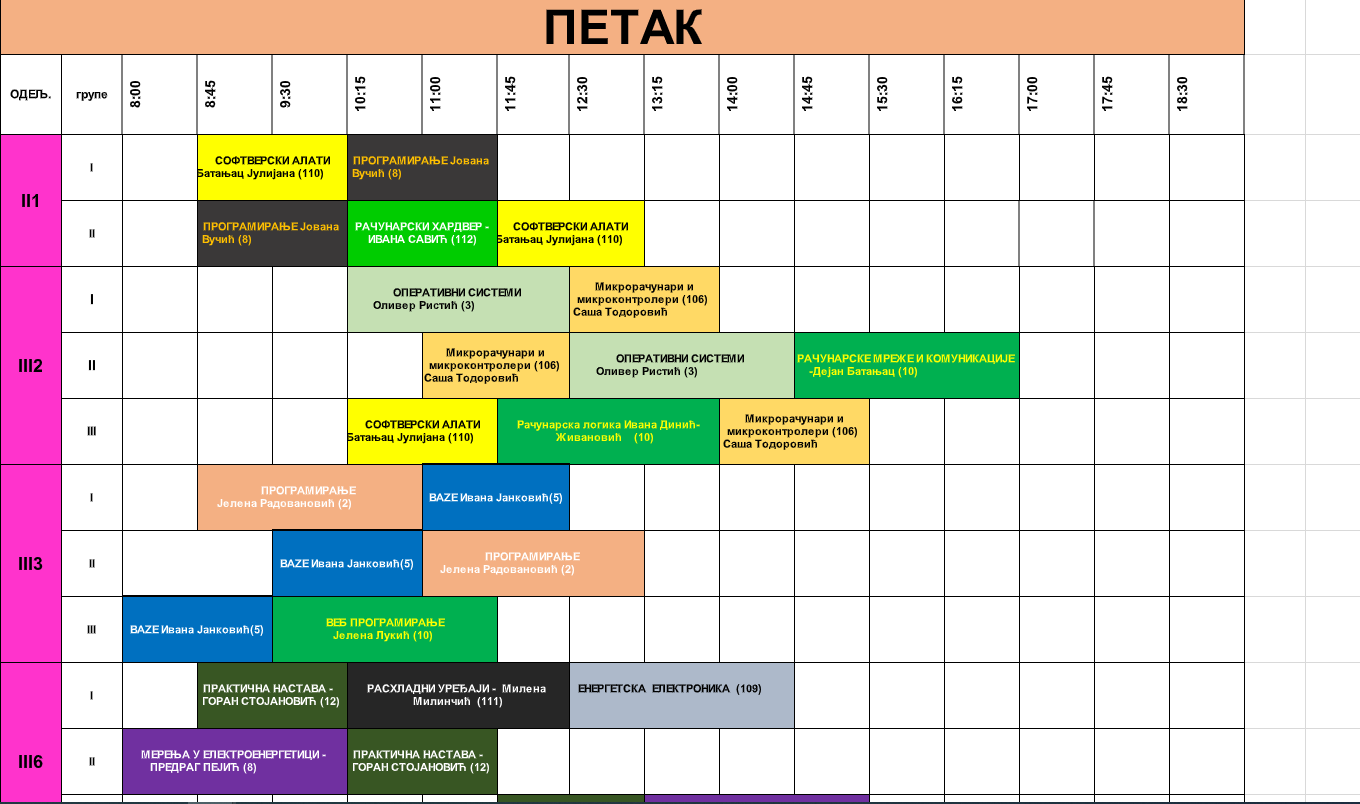 ПЕТАК
ОДЕЉ. групе 8:00 8:45 9:30 10:15 11:00 11:45 12:30 13:15 14:00 14:45 15:30 16:15 17:00 17:45 18:30
II1
I
СОФТВЕРСКИ АЛАТИ
Батањац Јулијана (110)
ПРОГРАМИРАЊЕ Јована
Вучић (8)
II
ПРОГРАМИРАЊЕ Јована
Вучић (8)
РАЧУНАРСКИ ХАРДВЕР -
ИВАНА САВИЋ (112)
СОФТВЕРСКИ АЛАТИ
Батањац Јулијана (110)
III2
I
ОПЕРАТИВНИ СИСТЕМИ
Оливер Ристић (3)
Микрорачунари и
микроконтролери (106)
Саша Тодоровић
II
Микрорачунари и
микроконтролери (106)
Саша Тодоровић
ОПЕРАТИВНИ СИСТЕМИ
Оливер Ристић (3)
РАЧУНАРСКЕ МРЕЖЕ И КОМУНИКАЦИЈЕ
-Дејан Батањац (10)
III
СОФТВЕРСКИ АЛАТИ
Батањац Јулијана (110)
Рачунарска логика Ивана Динић-
Живановић (10)
Микрорачунари и
микроконтролери (106)
Саша Тодоровић
III3
I
ПРОГРАМИРАЊЕ
Јелена Радовановић (2)
BAZE Ивана Јанковић(5)
II
BAZE Ивана Јанковић(5)
ПРОГРАМИРАЊЕ
Јелена Радовановић (2)
III
BAZE Ивана Јанковић(5)
ВЕБ ПРОГРАМИРАЊЕ
Јелена Лукић (10)
III6
I
ПРАКТИЧНА НАСТАВА -
ГОРАН СТОЈАНОВИЋ (12)
РАСХЛАДНИ УРЕЂАЈИ - Милена
Милинчић (111)
ЕНЕРГЕТСКА ЕЛЕКТРОНИКА (109)
II
МЕРЕЊА У ЕЛЕКТРОЕНЕРГЕТИЦИ -
ПРЕДРАГ ПЕЈИЋ (8)
ПРАКТИЧНА НАСТАВА -
ГОРАН СТОЈАНОВИЋ (12)